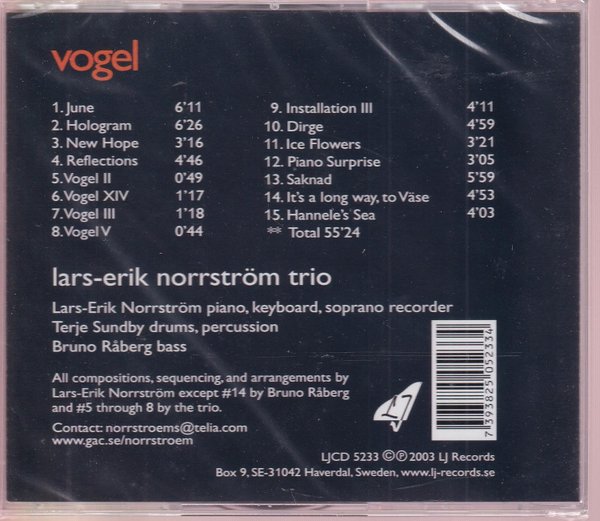 vogel
1. June 6'11
2. Hologram 6'26
3. New Hope 3'16
4. Reflections 4'46
5. Vogel II 0'49
6. Vogel XIV 1'17
7. Vogel III 1'18
8. Vogel V 0'44
9. Installation III 4'11
10. Dirge 4'59
11. Ice Flowers 3'21
12. Piano Surprise 3'05
13. Saknad 5'59
14. It's a long way, to Väse 4'53
15. Hannele's Sea 4'03
** Total 55'24
lars-erik norrström trio
Lars-Erik Norrström piano, keyboard, soprano recorder
Terje Sundby drums, percussion
Bruno Råberg bass
All compositions, sequencing, and arrangements by
Lars-Erik Norrström except #14 by Bruno Råberg
and #5 through 8 by the trio.
Contact: norrstroems@telia.com
www.gac.se/norrstroem
LJ
7 393825 052334
LJCD 5233 ©℗ 2003 LJ Records
Box 9, SE-31042 Haverdal, Sweden, www.lj-records.se